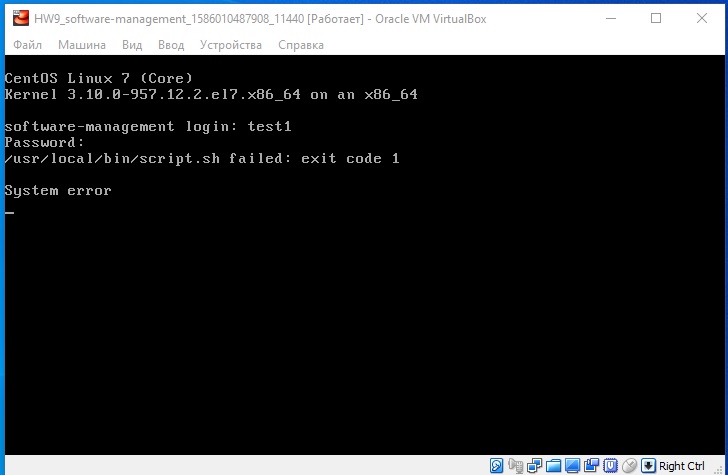 HW9_software-management_1586010487908_11440 [Работает] - Oracle VM VirtualBox
Файл Машина Вид Ввод Устройства Справка
CentOS Linux 7 (Core)
Kernel 3.10.0-957.12.2.el7.x86_64 on an x86_64
software-management login: test1
Password:
/usr/local/bin/script.sh failed: exit code 1
System error
Right Ctrl